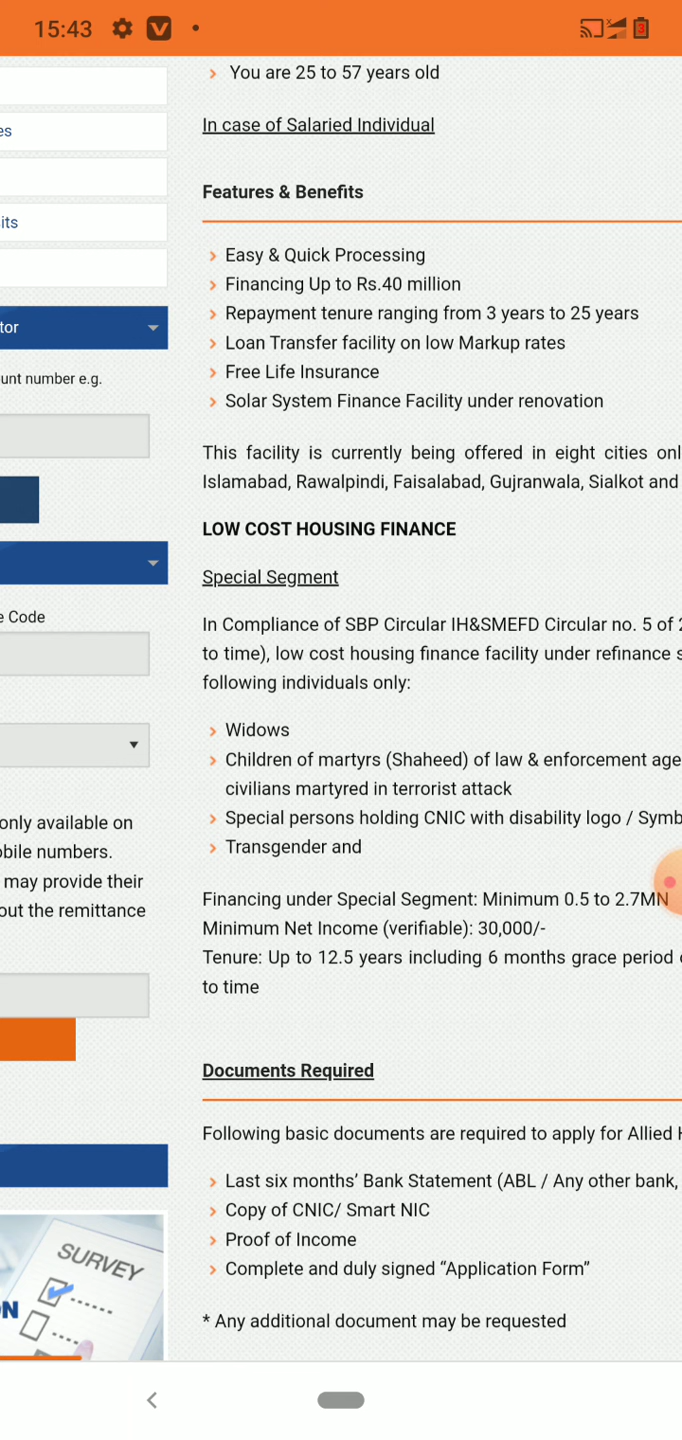 15:43
You are 25 to 57 years old
In case of Salaried Individual
Features & Benefits
Easy & Quick Processing
Financing Up to Rs.40 million
Repayment tenure ranging from 3 years to 25 years
Loan Transfer facility on low Markup rates
Free Life Insurance
Solar System Finance Facility under renovation
This facility is currently being offered in eight cities onl
Islamabad, Rawalpindi, Faisalabad, Gujranwala, Sialkot and
LOW COST HOUSING FINANCE
Special Segment
In Compliance of SBP Circular IH&SMEFD Circular no. 5 of 2
to time), low cost housing finance facility under refinance s
following individuals only:
Widows
Children of martyrs (Shaheed) of law & enforcement age
civilians martyred in terrorist attack
Special persons holding CNIC with disability logo / Symb
Transgender and
Financing under Special Segment: Minimum 0.5 to 2.7MN
Minimum Net Income (verifiable): 30,000/-
Tenure: Up to 12.5 years including 6 months grace period
to time
Documents Required
Following basic documents are required to apply for Allied H
Last six months' Bank Statement (ABL / Any other bank,
Copy of CNIC/ Smart NIC
Proof of Income
Complete and duly signed “Application Form”
* Any additional document may be requested
es
its
tor
unt number e.g.
e Code
only available on
bile numbers.
may provide their
out the remittance
SURVEY
N